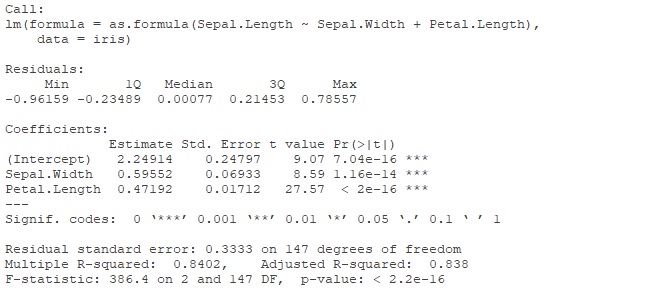 Call:
lm(formula = as.formula(Sepal.Length ~ Sepal.Width + Petal.Length),
    data = iris)

Residuals:
     Min       1Q   Median       3Q      Max
-0.96159 -0.23489  0.00077  0.21453  0.78557

Coefficients:
             Estimate Std. Error t value Pr(>|t|)
(Intercept)   2.24914    0.24797    9.07 7.04e-16 ***
Sepal.Width   0.59552    0.06933    8.59 1.16e-14 ***
Petal.Length  0.47192    0.01712   27.57  < 2e-16 ***
---
Signif. codes:  0 ‘***’ 0.001 ‘**’ 0.01 ‘*’ 0.05 ‘.’ 0.1 ‘ ’ 1

Residual standard error: 0.3333 on 147 degrees of freedom
Multiple R-squared:  0.8402,    Adjusted R-squared:  0.838
F-statistic: 386.4 on 2 and 147 DF,  p-value: < 2.2e-16